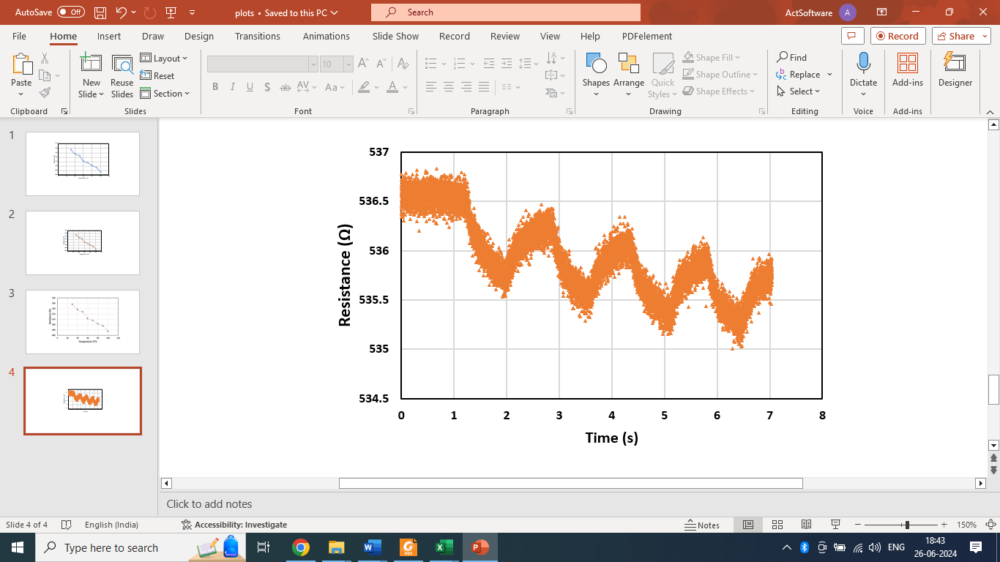 AutoSave Off plots • Saved to this PC Search ActSoftware A
File Home Insert Draw Design Transitions Animations Slide Show Record Review View Help PDFelement Record Share
Paste
New Slide
Reuse Slides
Layout
Reset
Section
10
B I U S ab AV Aa A
Shapes
Arrange
Quick Styles
Shape Fill
Shape Outline
Shape Effects
Find
Replace
Select
Dictate
Add-ins
Designer
Clipboard Slides Font Paragraph Drawing Editing Voice Add-ins
1
2
3
4
537
536.5
536
535.5
535
534.5
Resistance (Ω)
0 1 2 3 4 5 6 7 8
Time (s)
Click to add notes
Slide 4 of 4 English (India) Accessibility: Investigate Notes 150%
Type here to search ENG 18:43
26-06-2024